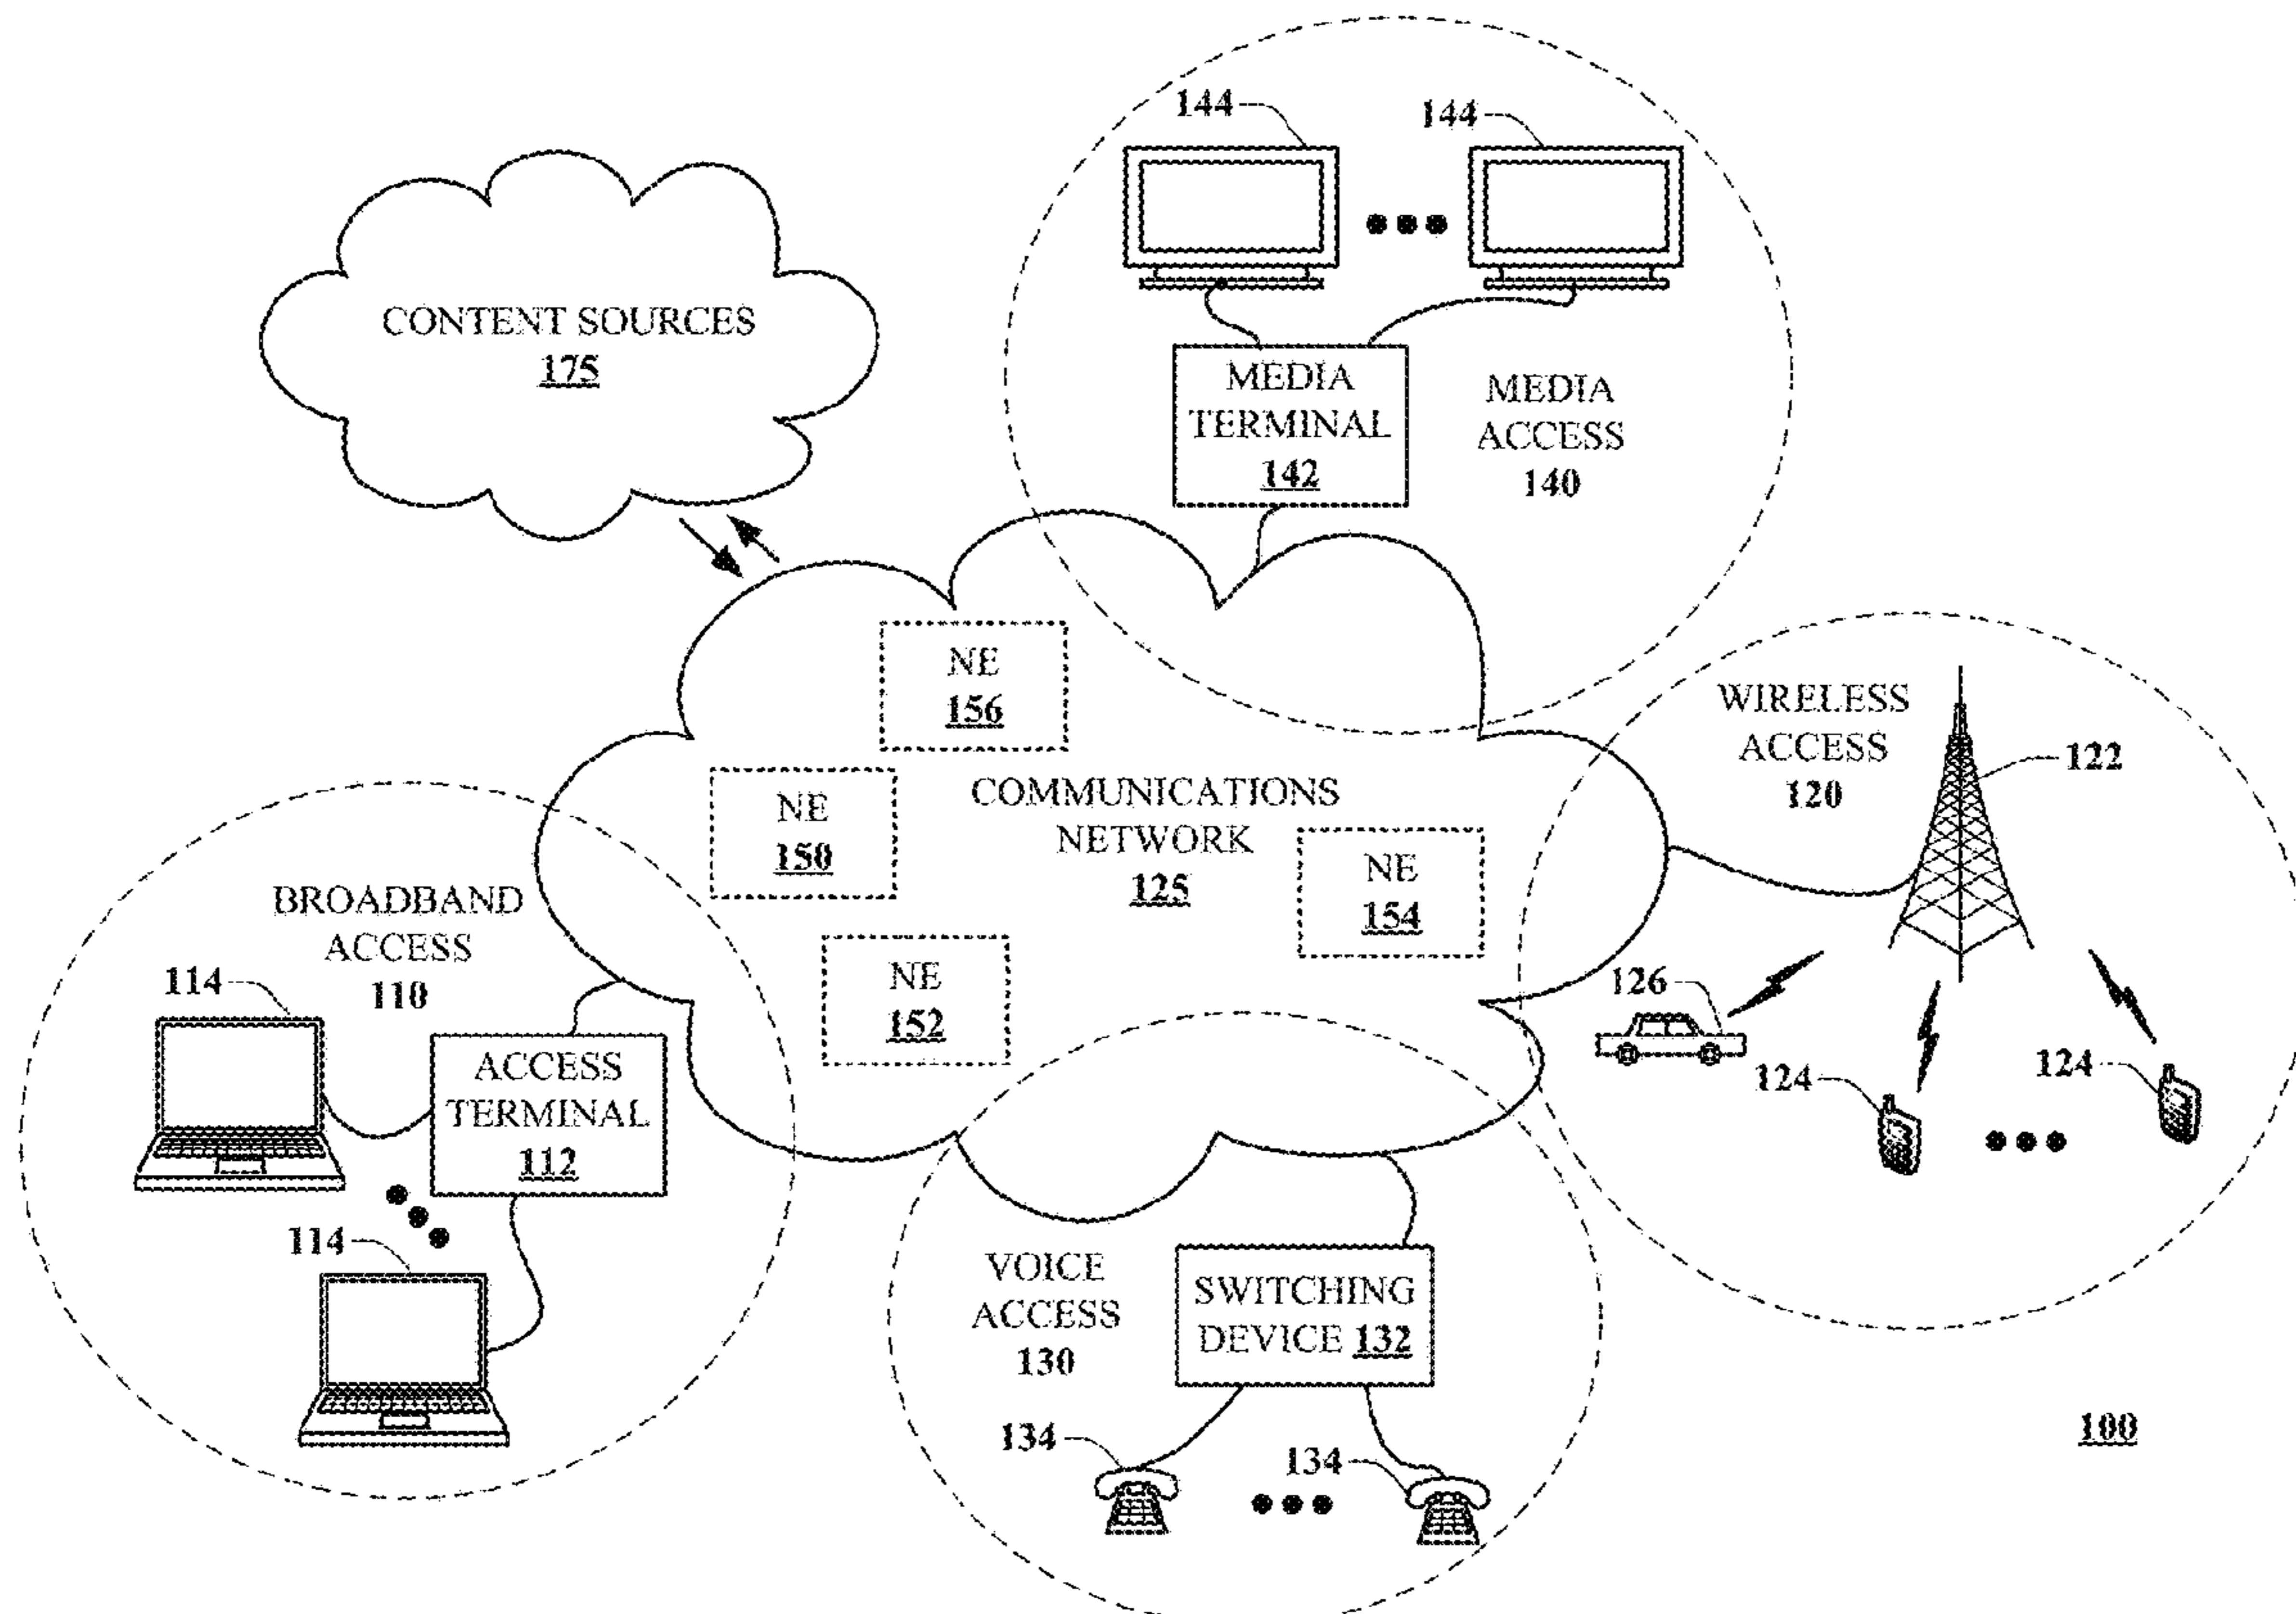 144
144
CONTENT SOURCES
175
MEDIA
TERMINAL
142
MEDIA
ACCESS
140
NE
156
WIRELESS
ACCESS
120
122
NE
150
COMMUNICATIONS
NETWORK
125
NE
154
BROADBAND
ACCESS
110
114
NE
152
126
124
124
ACCESS
TERMINAL
112
114
VOICE
ACCESS
130
SWITCHING
DEVICE 132
134
134
100